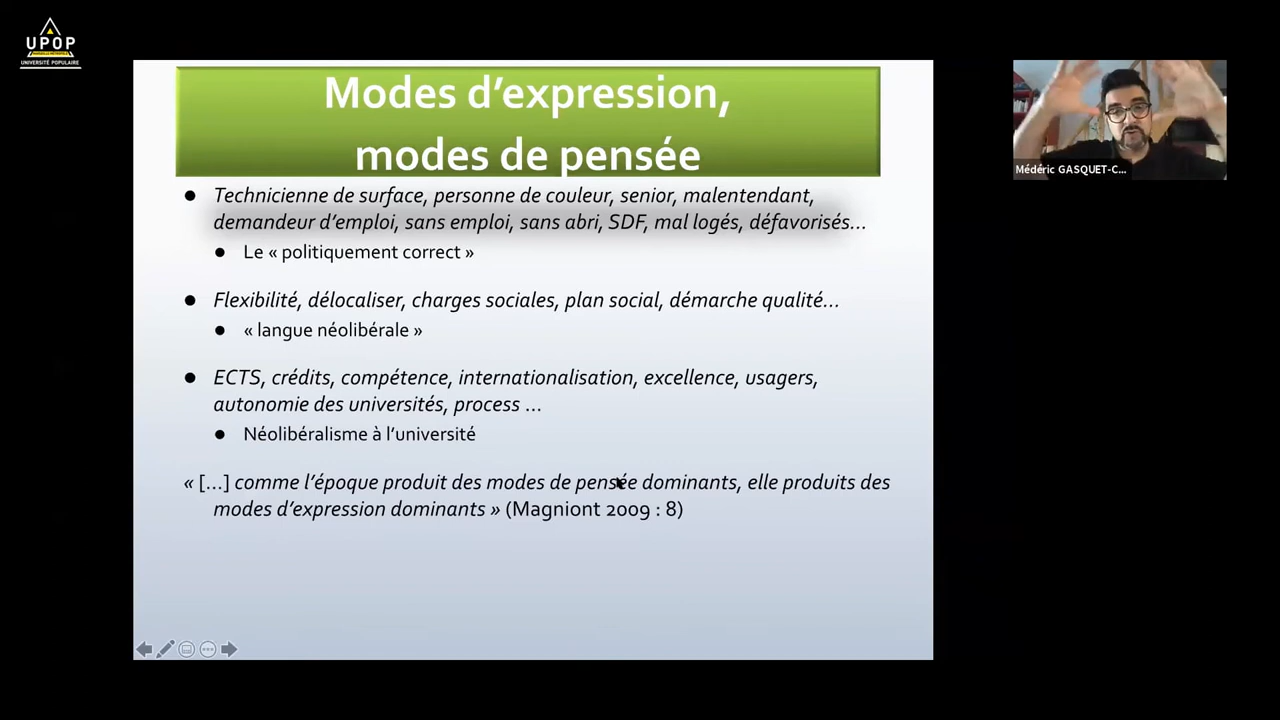 UPOP
UNIVERSITÉ POPULAIRE
Modes d’expression,
modes de pensée
Technicienne de surface, personne de couleur, senior, malentendant,
demandeur d’emploi, sans emploi, sans abri, SDF, mal logés, défavorisés…
Le « politiquement correct »
Flexibilité, délocaliser, charges sociales, plan social, démarche qualité…
« langue néolibérale »
ECTS, crédits, compétence, internationalisation, excellence, usagers,
autonomie des universités, process …
Néolibéralisme à l’université
« […] comme l’époque produit des modes de pensée dominants, elle produits des
modes d’expression dominants » (Magniont 2009 : 8)
Médéric GASQUET-C...